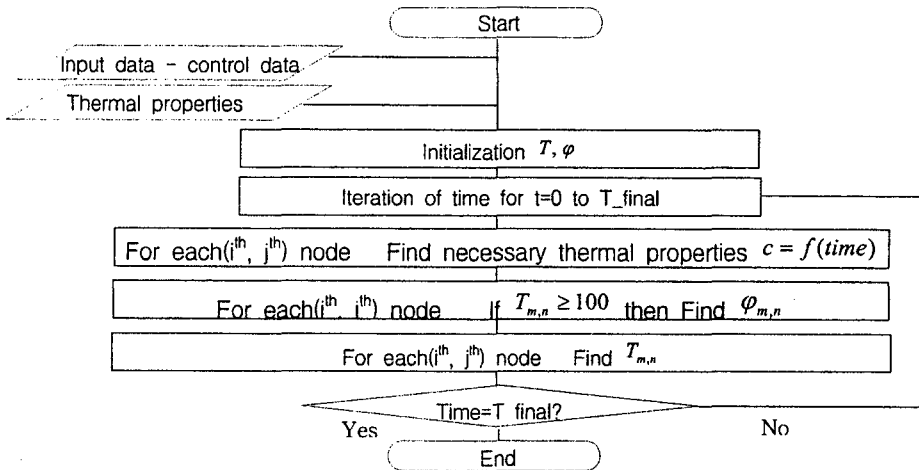 Start
Input data - control data
Thermal properties
Initialization T, φ
Iteration of time for t=0 to T_final
For each(i^th, j^th) node Find necessary thermal properties c = f(time)
For each(i^th, j^th) node If T_m,n ≥ 100 then Find φ_m,n
For each(i^th, j^th) node Find T_m,n
Time=T final?
Yes No
End